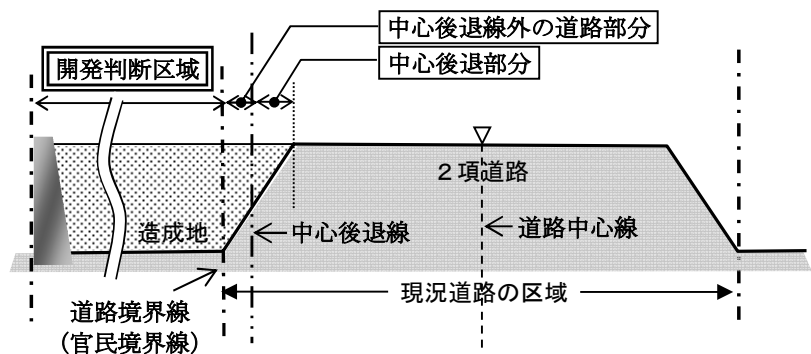 中心後退線外の道路部分
中心後退部分
開発判断区域
2項道路
造成地
中心後退線
道路中心線
現況道路の区域
道路境界線
（官民境界線）